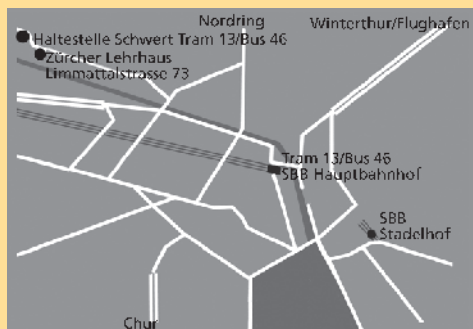 Nordring
Winterthur/Flughafen
Haltestelle Schwert Tram 13/Bus 46
Zürcher Lehrhaus
Limmattalstrasse 73
Tram 13/Bus 46
SBB Hauptbahnhof
SBB
Stadelhof
Chur